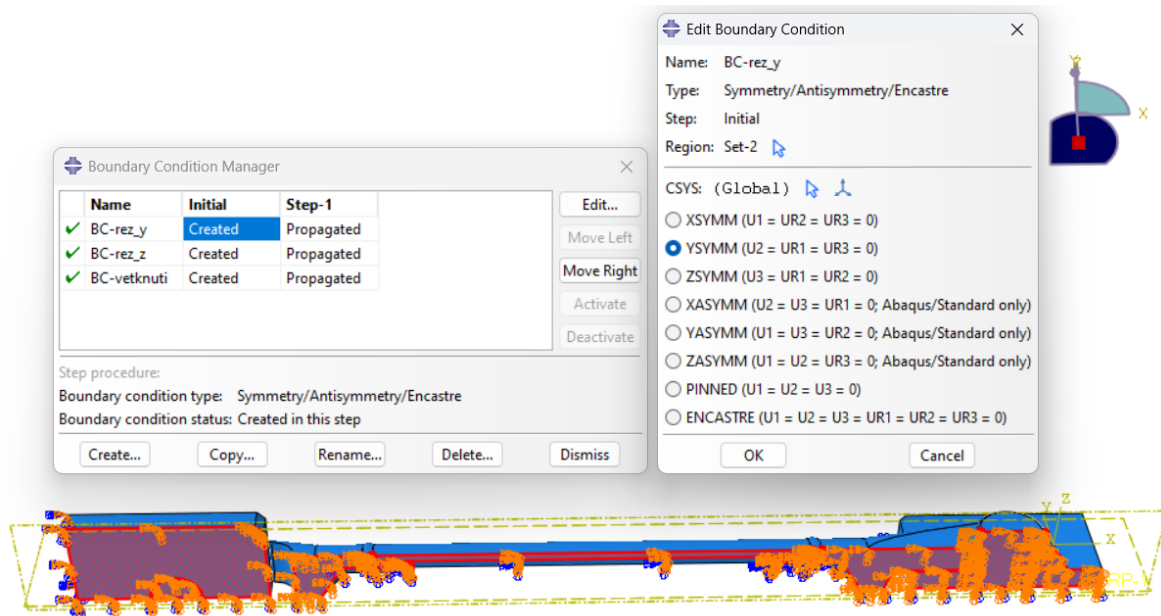 Edit Boundary Condition
Name: BC-rez_y
Type: Symmetry/Antisymmetry/Encastre
Step: Initial
Region: Set-2
CSYS: (Global)
XSYMM (U1 = UR2 = UR3 = 0)
YSYMM (U2 = UR1 = UR3 = 0)
ZSYMM (U3 = UR1 = UR2 = 0)
XASYMM (U2 = U3 = UR1 = 0; Abaqus/Standard only)
YASYMM (U1 = U3 = UR2 = 0; Abaqus/Standard only)
ZASYMM (U1 = U2 = UR3 = 0; Abaqus/Standard only)
PINNED (U1 = U2 = U3 = 0)
ENCASTRE (U1 = U2 = U3 = UR1 = UR2 = UR3 = 0)
OK Cancel
Boundary Condition Manager
Name Initial Step-1
BC-rez_y Created Propagated
BC-rez_z Created Propagated
BC-vetknuti Created Propagated
Edit...
Move Left
Move Right
Activate
Deactivate
Step procedure:
Boundary condition type: Symmetry/Antisymmetry/Encastre
Boundary condition status: Created in this step
Create... Copy... Rename... Delete... Dismiss
Y
X
Y Z
X
RP-